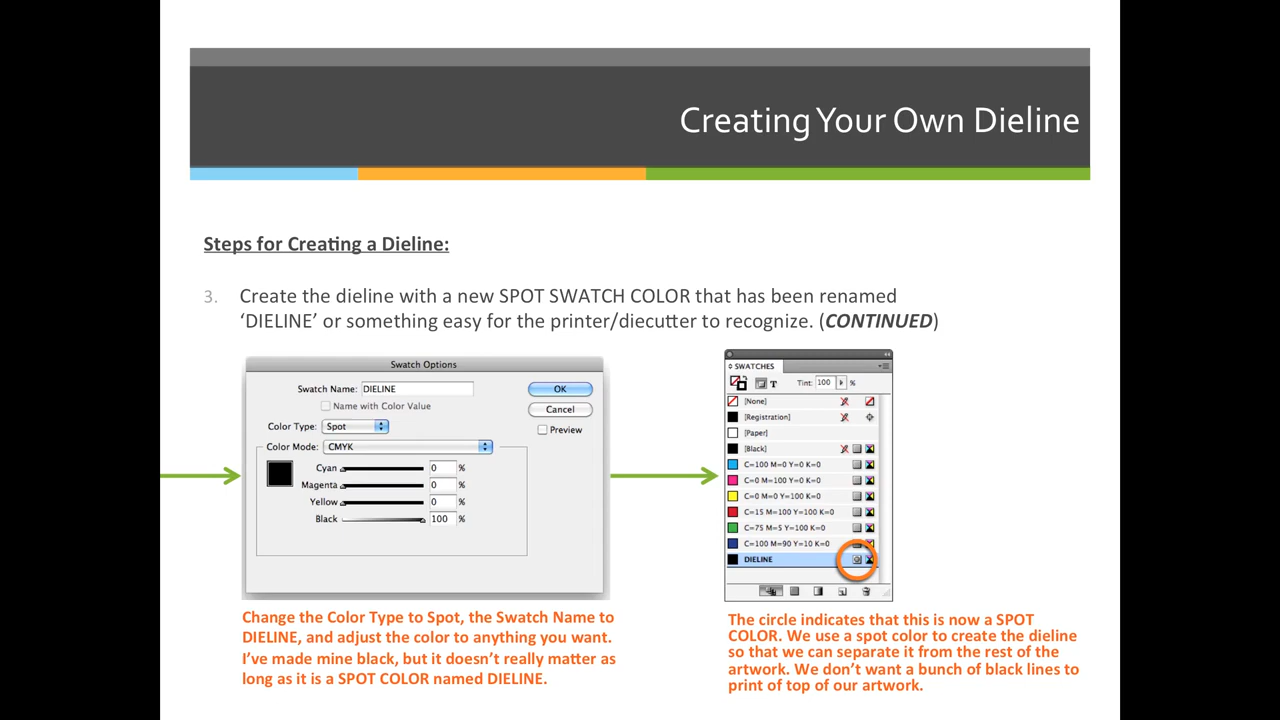 Creating Your Own Dieline
Steps for Creating a Dieline:
3. Create the dieline with a new SPOT SWATCH COLOR that has been renamed
‘DIELINE’ or something easy for the printer/diecutter to recognize. (CONTINUED)
Swatch Options
Swatch Name: DIELINE
OK
Name with Color Value
Cancel
Color Type: Spot
Preview
Color Mode: CMYK
Cyan 0 %
Magenta 0 %
Yellow 0 %
Black 100 %
Change the Color Type to Spot, the Swatch Name to
DIELINE, and adjust the color to anything you want.
I’ve made mine black, but it doesn’t really matter as
long as it is a SPOT COLOR named DIELINE.
SWATCHES
T Tint: 100 %
[None]
[Registration]
[Paper]
[Black]
C=100 M=0 Y=0 K=0
C=0 M=100 Y=0 K=0
C=0 M=0 Y=100 K=0
C=15 M=100 Y=100 K=0
C=75 M=5 Y=100 K=0
C=100 M=90 Y=10 K=0
DIELINE
The circle indicates that this is now a SPOT
COLOR. We use a spot color to create the dieline
so that we can separate it from the rest of the
artwork. We don’t want a bunch of black lines to
print of top of our artwork.